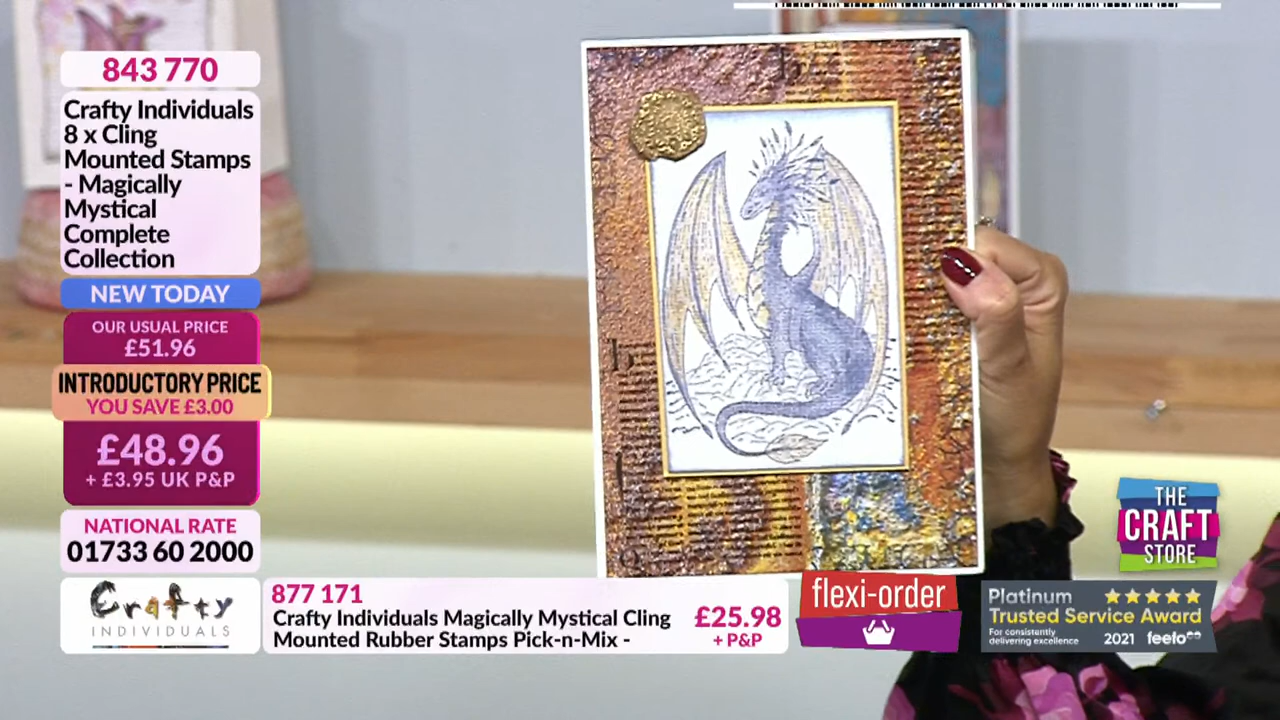 843 770
Crafty Individuals
8 x Cling
Mounted Stamps
- Magically
Mystical
Complete
Collection
NEW TODAY
OUR USUAL PRICE
£51.96
INTRODUCTORY PRICE
YOU SAVE £3.00
£48.96
+ £3.95 UK P&P
NATIONAL RATE
01733 60 2000
Crafty
INDIVIDUALS
877 171
Crafty Individuals Magically Mystical Cling
Mounted Rubber Stamps Pick-n-Mix -
£25.98
+ P&P
flexi-order
THE
CRAFT
STORE
Platinum
Trusted Service Award
For consistently
delivering excellence
2021 feefo